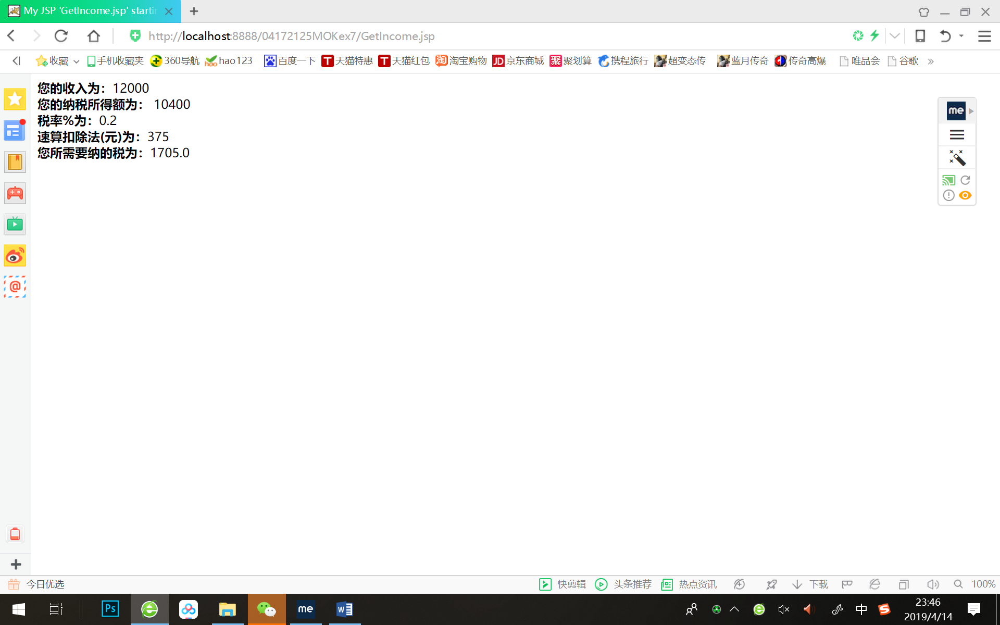 My JSP 'GetIncome.jsp' startin
http://localhost:8888/04172125MOKex7/GetIncome.jsp
收藏 手机收藏夹 360导航 hao123 百度一下 T 天猫特惠 T 天猫红包 淘 淘宝购物 JD 京东商城 聚 聚划算 携程旅行 超变态传 蓝月传奇 传奇高爆 唯品会 谷歌 »
您的收入为：12000
您的纳税所得额为： 10400
税率%为：0.2
速算扣除法(元)为：375
您所需要纳的税为：1705.0
me
@
今日优选 快剪辑 头条推荐 热点资讯 下载 100%
Ps me W 中 S 23:46
2019/4/14